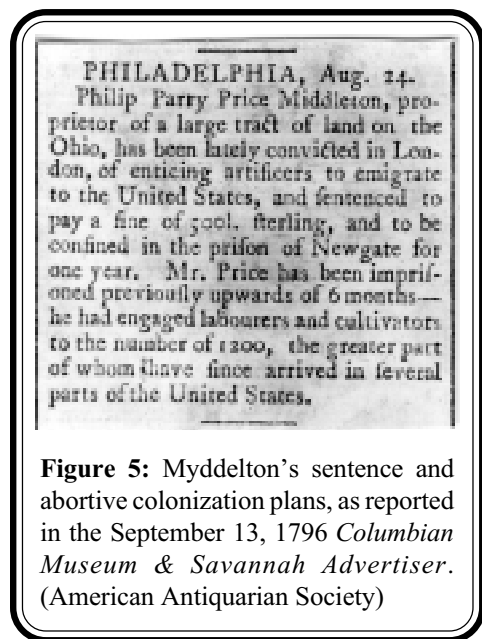 PHILADELPHIA, Aug. 24.
Philip Parry Price Middleton, pro-
prietor of a large tract of land on the
Ohio, has been lately convicted in Lon-
don, of enticing artificers to emigrate
to the United States, and ſentenced to
pay a fine of 500l. ſterling, and to be
confined in the priſon of Newgate for
one year. Mr. Price has been impriſ-
oned previouſly upwards of 6 months—
he had engaged labourers and cultivators
to the number of 1200, the greater part
of whom have ſince arrived in ſeveral
parts of the United States.
Figure 5: Myddelton's sentence and
abortive colonization plans, as reported
in the September 13, 1796 Columbian
Museum & Savannah Advertiser.
(American Antiquarian Society)